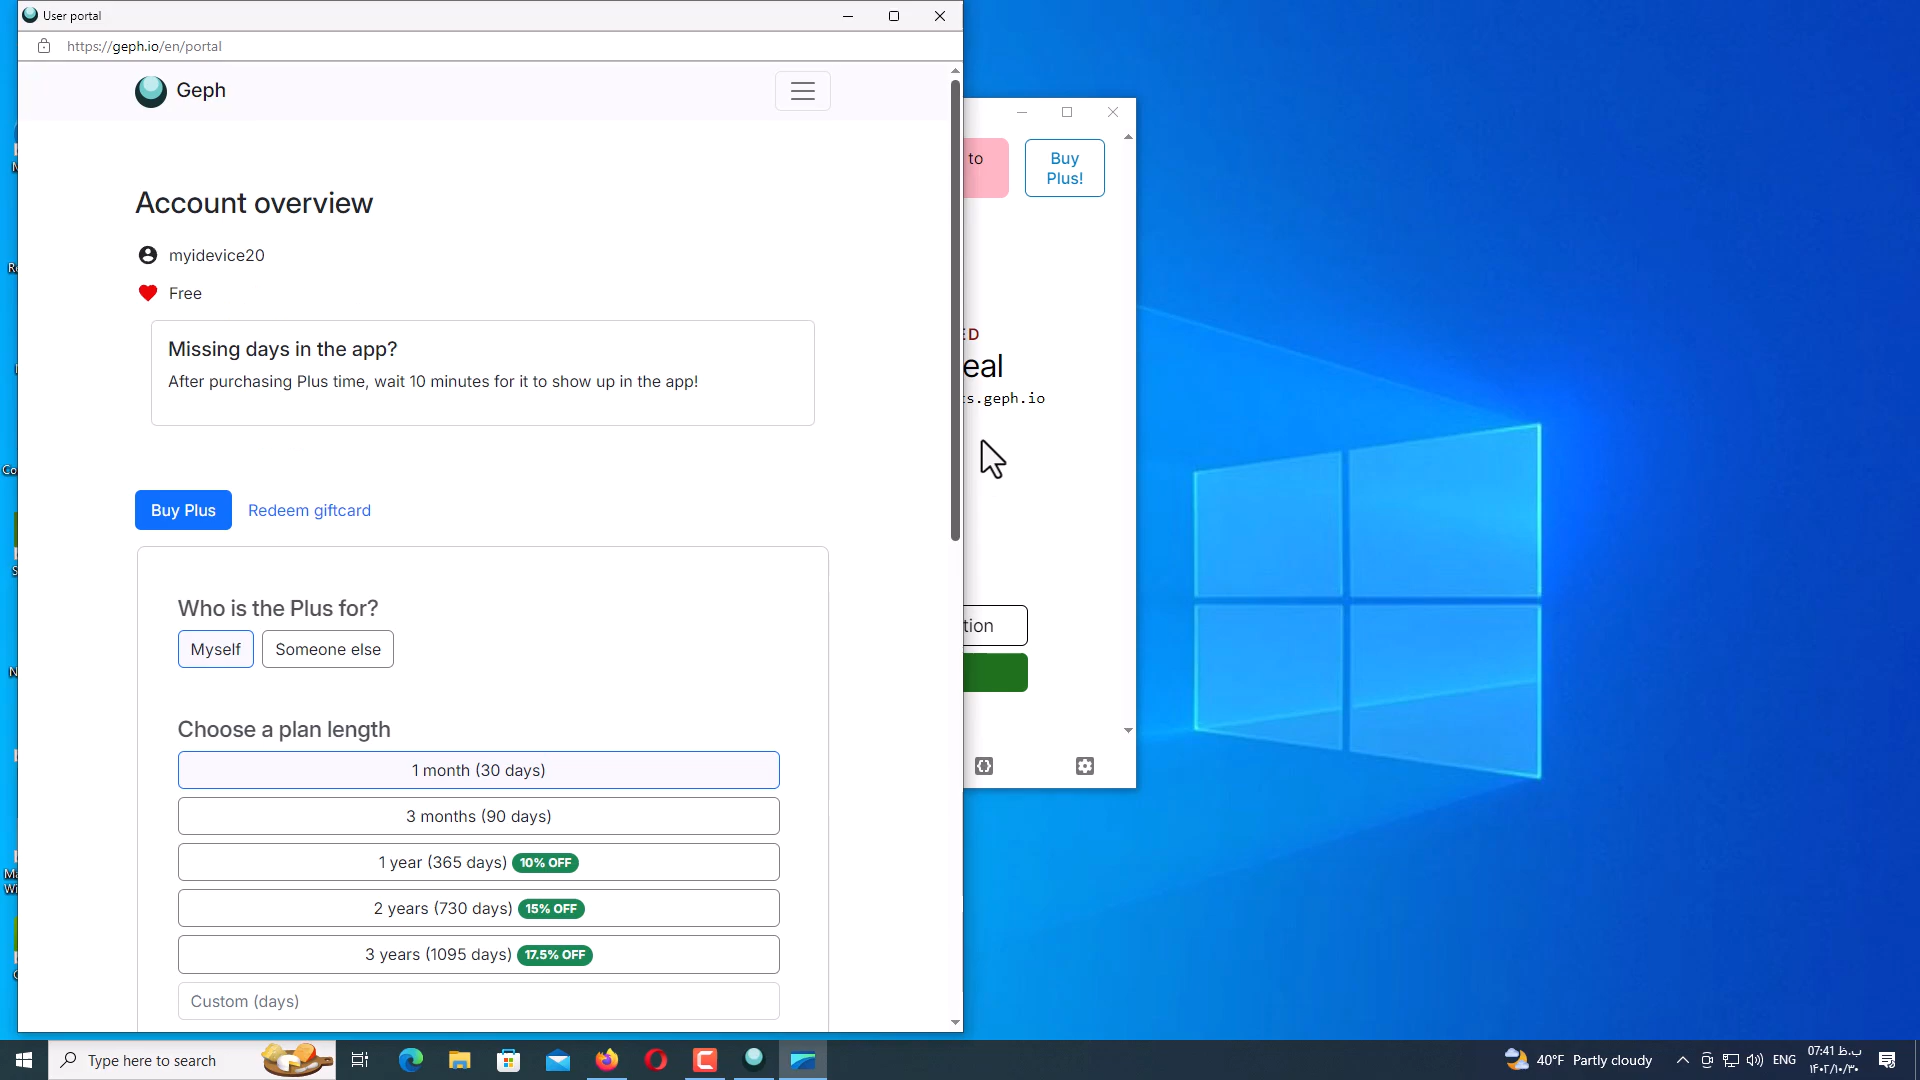 User portal
https://geph.io/en/portal
Geph
Account overview
myidevice20
Free
Missing days in the app?
After purchasing Plus time, wait 10 minutes for it to show up in the app!
Buy Plus
Redeem giftcard
Who is the Plus for?
Myself
Someone else
Choose a plan length
1 month (30 days)
3 months (90 days)
1 year (365 days) 10% OFF
2 years (730 days) 15% OFF
3 years (1095 days) 17.5% OFF
Custom (days)
to
Buy
Plus!
ED
eal
ts.geph.io
tion
Type here to search
40°F Partly cloudy
ENG
07:41 ب.ظ
۱۴۰۲/۱۰/۳۰